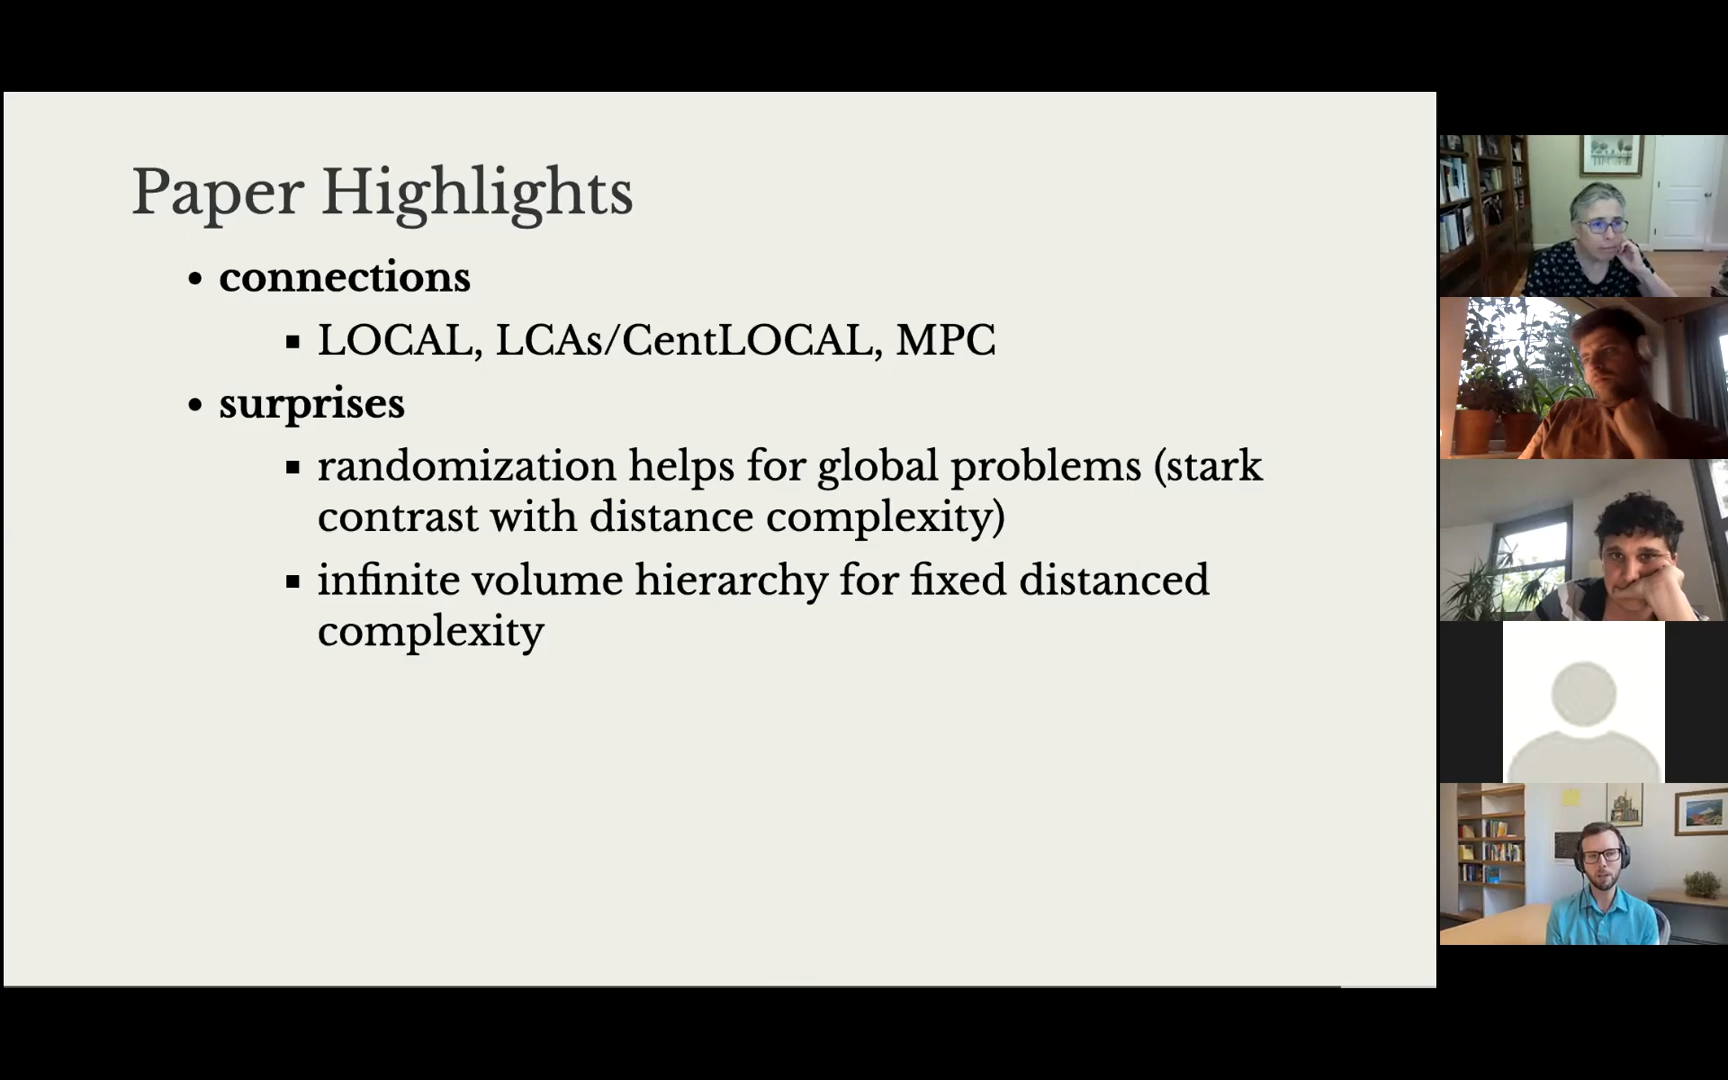 Paper Highlights
• connections
▪ LOCAL, LCAs/CentLOCAL, MPC
• surprises
▪ randomization helps for global problems (stark
contrast with distance complexity)
▪ infinite volume hierarchy for fixed distanced
complexity